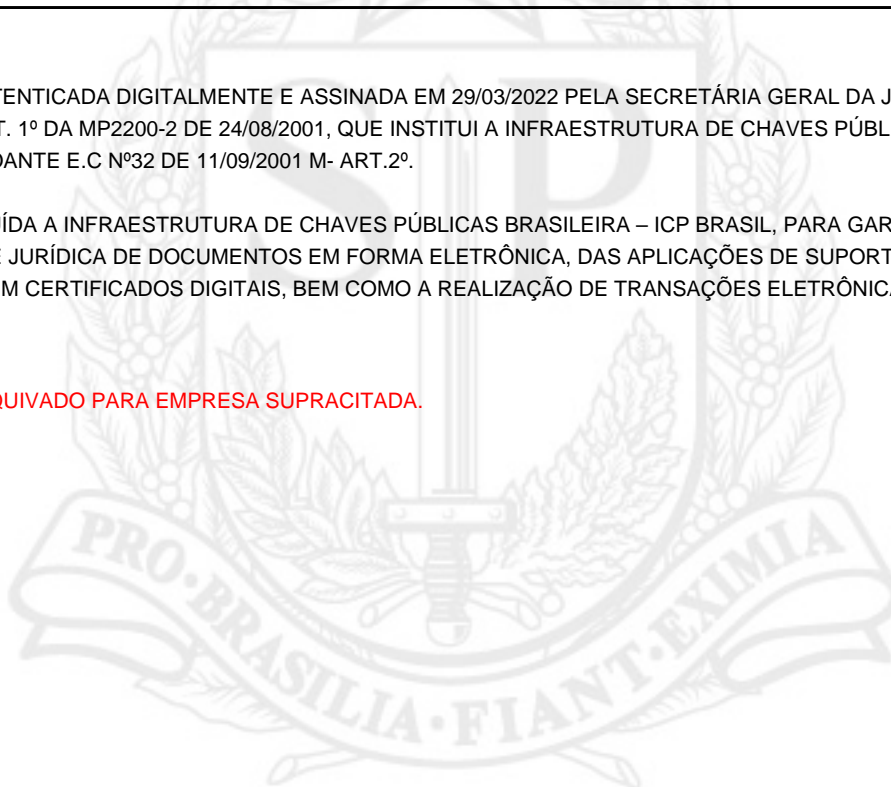 TENTICADA DIGITALMENTE E ASSINADA EM 29/03/2022 PELA SECRETÁRIA GERAL DA J
T. 1º DA MP2200-2 DE 24/08/2001, QUE INSTITUI A INFRAESTRUTURA DE CHAVES PÚBL
DANTE E.C Nº32 DE 11/09/2001 M- ART.2º.
ÍDA A INFRAESTRUTURA DE CHAVES PÚBLICAS BRASILEIRA – ICP BRASIL, PARA GAR
E JURÍDICA DE DOCUMENTOS EM FORMA ELETRÔNICA, DAS APLICAÇÕES DE SUPORT
M CERTIFICADOS DIGITAIS, BEM COMO A REALIZAÇÃO DE TRANSAÇÕES ELETRÔNICA
QUIVADO PARA EMPRESA SUPRACITADA.
SP
PRO·BRASILIA·FIANT·EXIMIA